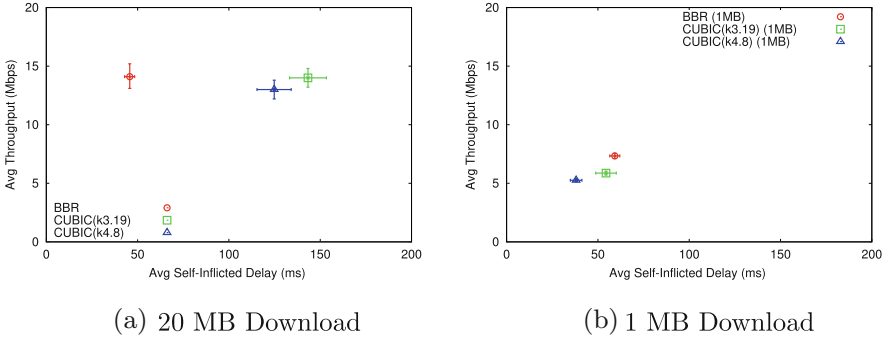 20
15
10
5
0
0
50
100
150
200
Avg Throughput (Mbps)
Avg Self-Inflicted Delay (ms)
BBR
CUBIC(k3.19)
CUBIC(k4.8)
(a) 20 MB Download
20
15
10
5
0
0
50
100
150
200
Avg Throughput (Mbps)
Avg Self-Inflicted Delay (ms)
BBR (1MB)
CUBIC(k3.19) (1MB)
CUBIC(k4.8) (1MB)
(b) 1 MB Download